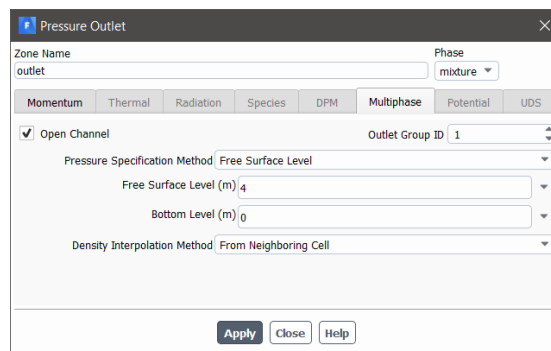 F Pressure Outlet
Zone Name Phase
outlet mixture
Momentum Thermal Radiation Species DPM Multiphase Potential UDS
Open Channel Outlet Group ID 1
Pressure Specification Method Free Surface Level
Free Surface Level (m) 4
Bottom Level (m) 0
Density Interpolation Method From Neighboring Cell
Apply Close Help